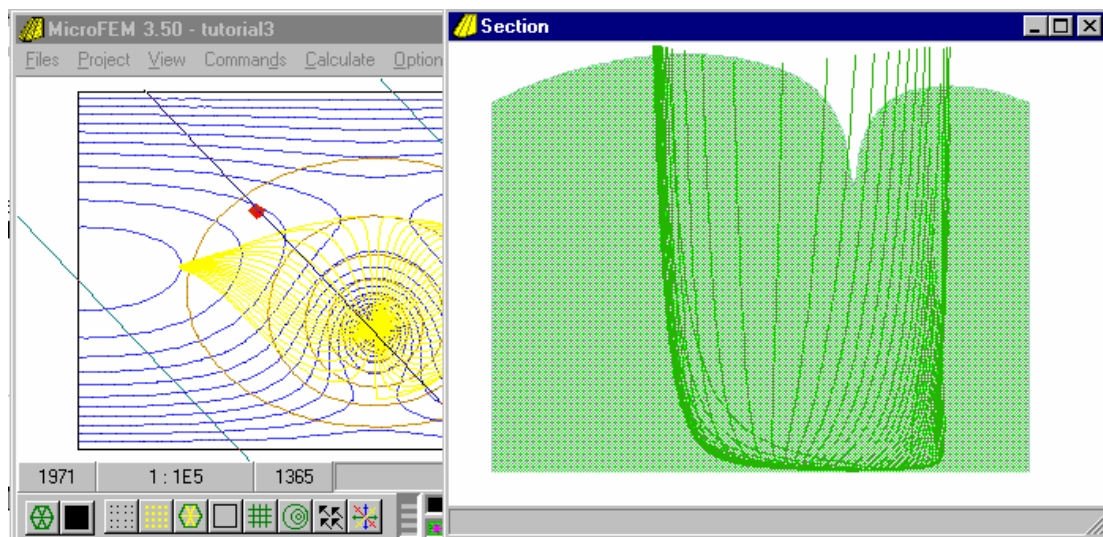 MicroFEM 3.50 - tutorial3
Files Project View Commands Calculate Option
1971 1 : 1E5 1365
Section